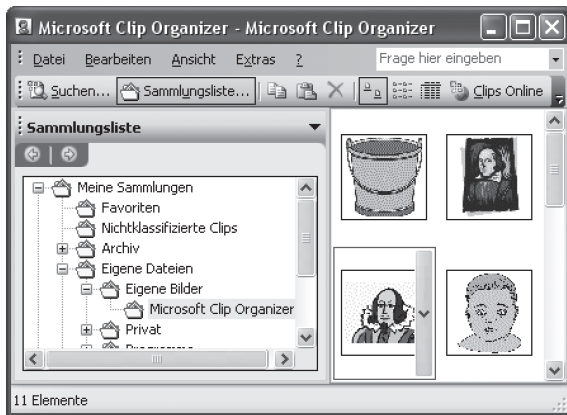 Microsoft Clip Organizer - Microsoft Clip Organizer
Datei Bearbeiten Ansicht Extras ? Frage hier eingeben
Suchen... Sammlungsliste... Clips Online
Sammlungsliste
Meine Sammlungen
Favoriten
Nichtklassifizierte Clips
Archiv
Eigene Dateien
Eigene Bilder
Microsoft Clip Organizer
Privat
11 Elemente